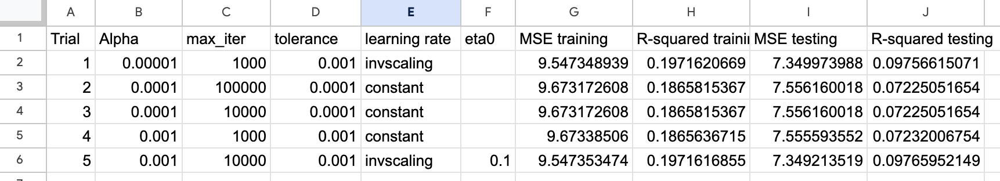 A B C D E F G H I J
1 Trial Alpha max_iter tolerance learning rate eta0 MSE training R-squared traini MSE testing R-squared testing
2 1 0.00001 1000 0.001 invscaling 9.547348939 0.1971620669 7.349973988 0.09756615071
3 2 0.0001 100000 0.0001 constant 9.673172608 0.1865815367 7.556160018 0.07225051654
4 3 0.0001 10000 0.0001 constant 9.673172608 0.1865815367 7.556160018 0.07225051654
5 4 0.001 1000 0.001 constant 9.67338506 0.1865636715 7.555593552 0.07232006754
6 5 0.001 10000 0.001 invscaling 0.1 9.547353474 0.1971616855 7.349213519 0.09765952149